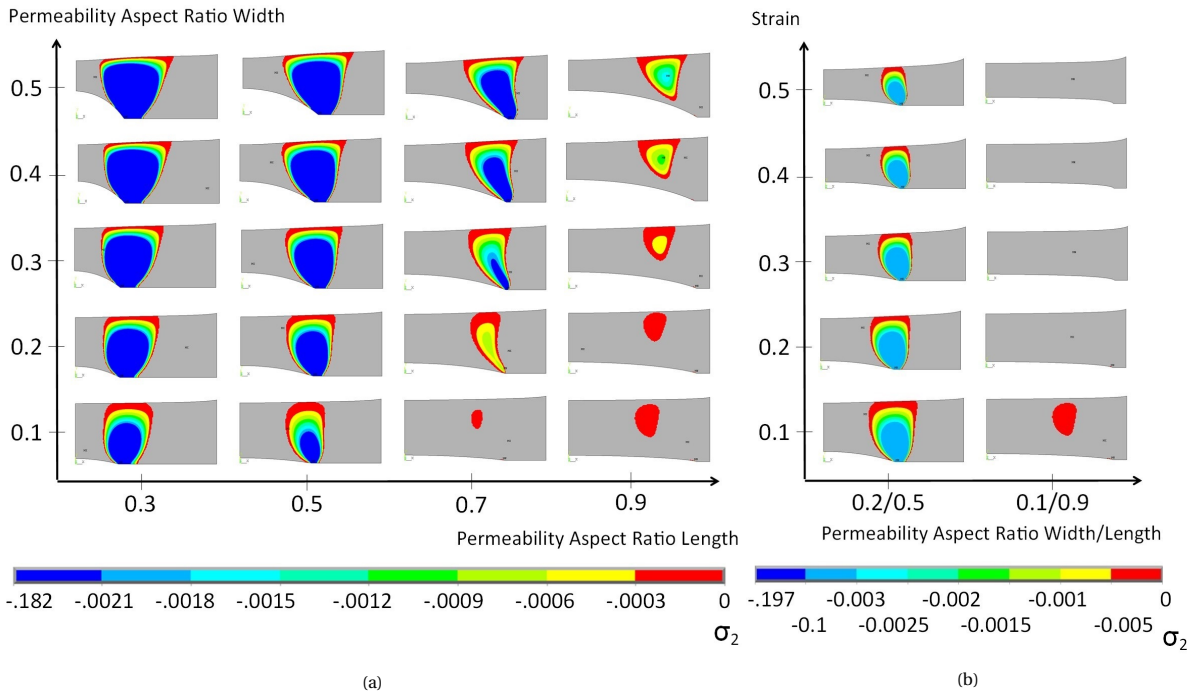 Permeability Aspect Ratio Width
0.5
0.4
0.3
0.2
0.1
0.3 0.5 0.7 0.9
Permeability Aspect Ratio Length
-.182 -.0021 -.0018 -.0015 -.0012 -.0009 -.0006 -.0003 0
σ2
(a)
Strain
0.5
0.4
0.3
0.2
0.1
0.2/0.5 0.1/0.9
Permeability Aspect Ratio Width/Length
-.197 -0.003 -0.002 -0.001 0
-0.1 -0.0025 -0.0015 -0.005 σ2
(b)